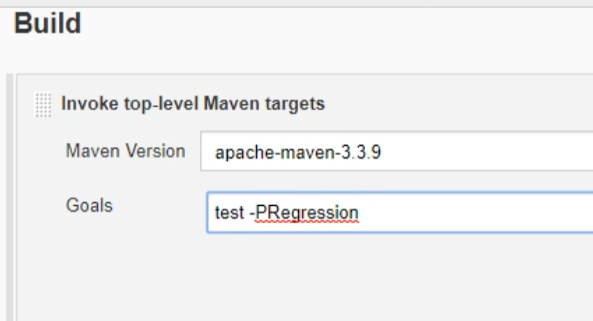 Build
Invoke top-level Maven targets
Maven Version apache-maven-3.3.9
Goals test -PRegression